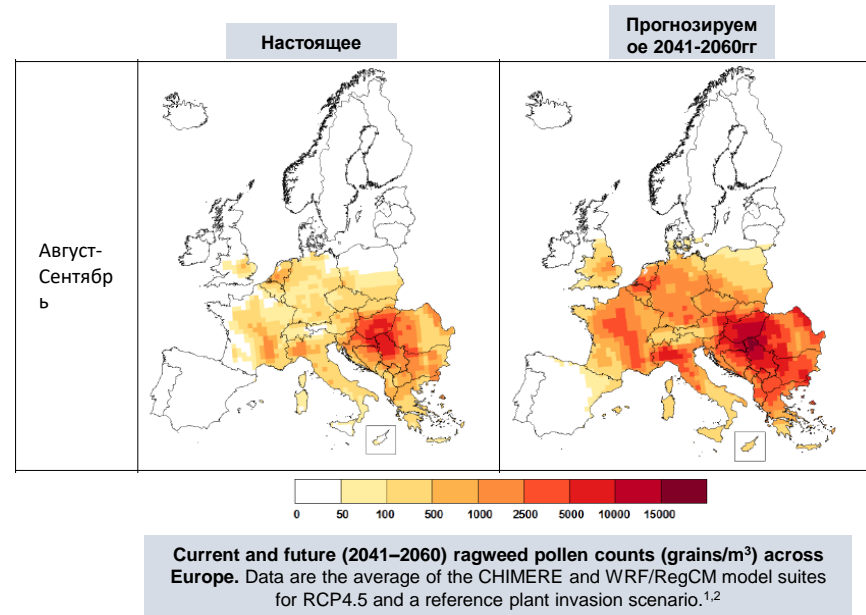 Настоящее
Прогнозируем
ое 2041-2060гг
Август-
Сентябр
ь
0 50 100 500 1000 2500 5000 10000 15000
Current and future (2041–2060) ragweed pollen counts (grains/m³) across
Europe. Data are the average of the CHIMERE and WRF/RegCM model suites
for RCP4.5 and a reference plant invasion scenario.¹,²